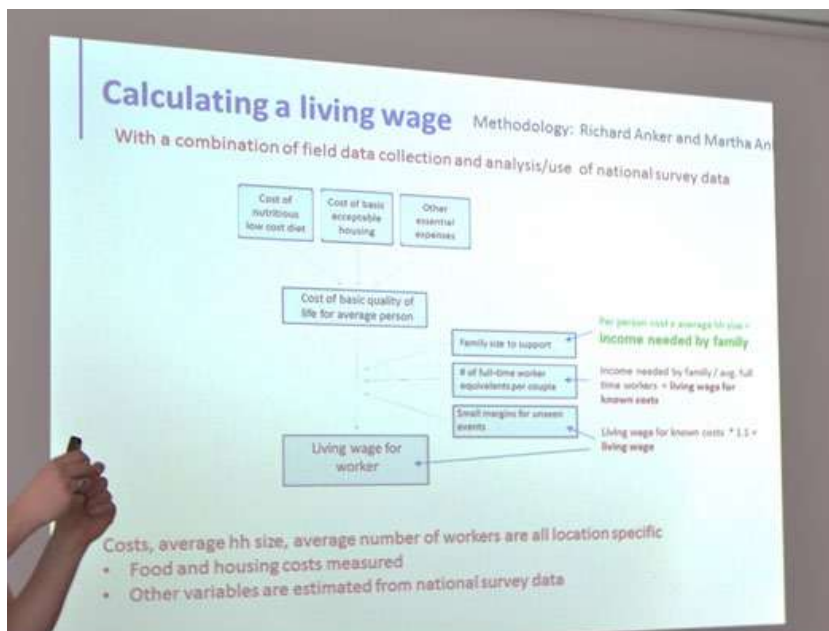 Calculating a living wage
Methodology: Richard Anker and Martha An
With a combination of field data collection and analysis/use of national survey data
Cost of
nutritious
low cost diet
Cost of basic
acceptable
housing
Other
essential
expenses
Cost of basic quality of
life for average person
Family size to support
# of full-time worker
equivalents per couple
Small margins for unseen
events
Living wage for
worker
Per person cost x average hh size =
income needed by family
Income needed by family / avg. full
time workers = living wage for
known costs
Living wage for known costs * 1.1 =
living wage
Costs, average hh size, average number of workers are all location specific
• Food and housing costs measured
• Other variables are estimated from national survey data